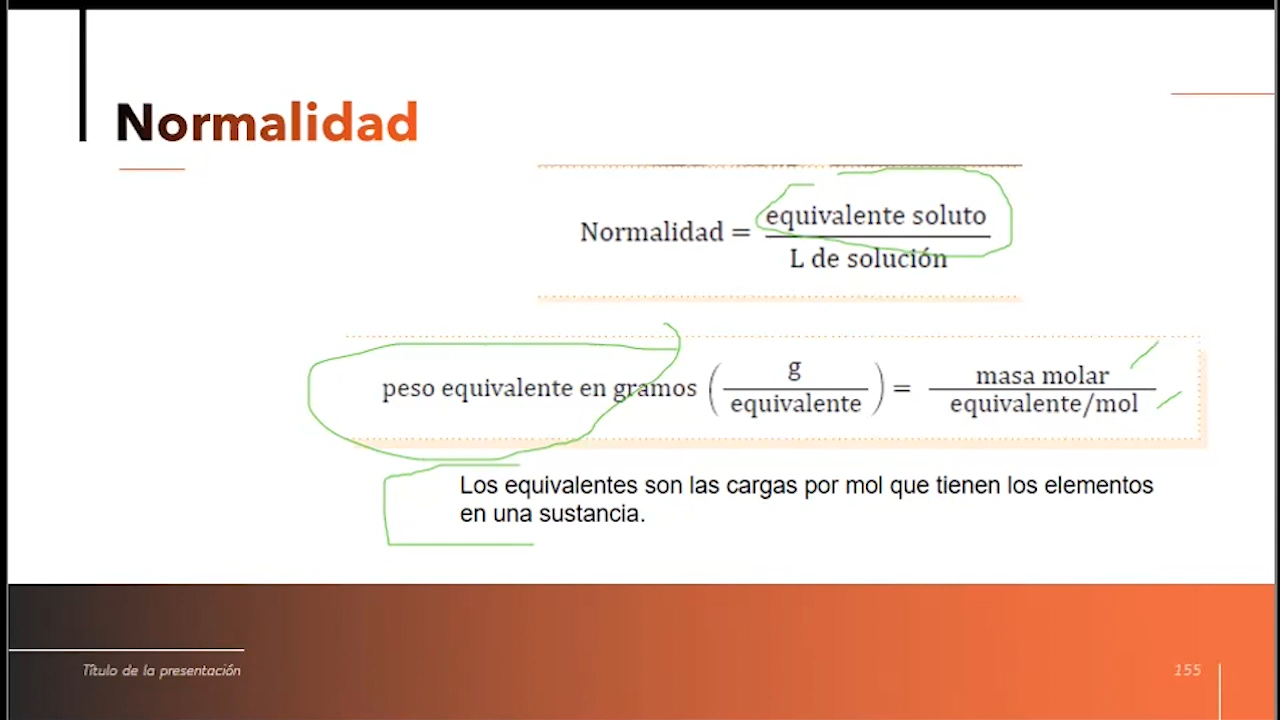 Normalidad
Normalidad = equivalente soluto / L de solución
peso equivalente en gramos (g / equivalente) = masa molar / equivalente/mol
Los equivalentes son las cargas por mol que tienen los elementos
en una sustancia.
Título de la presentación
155